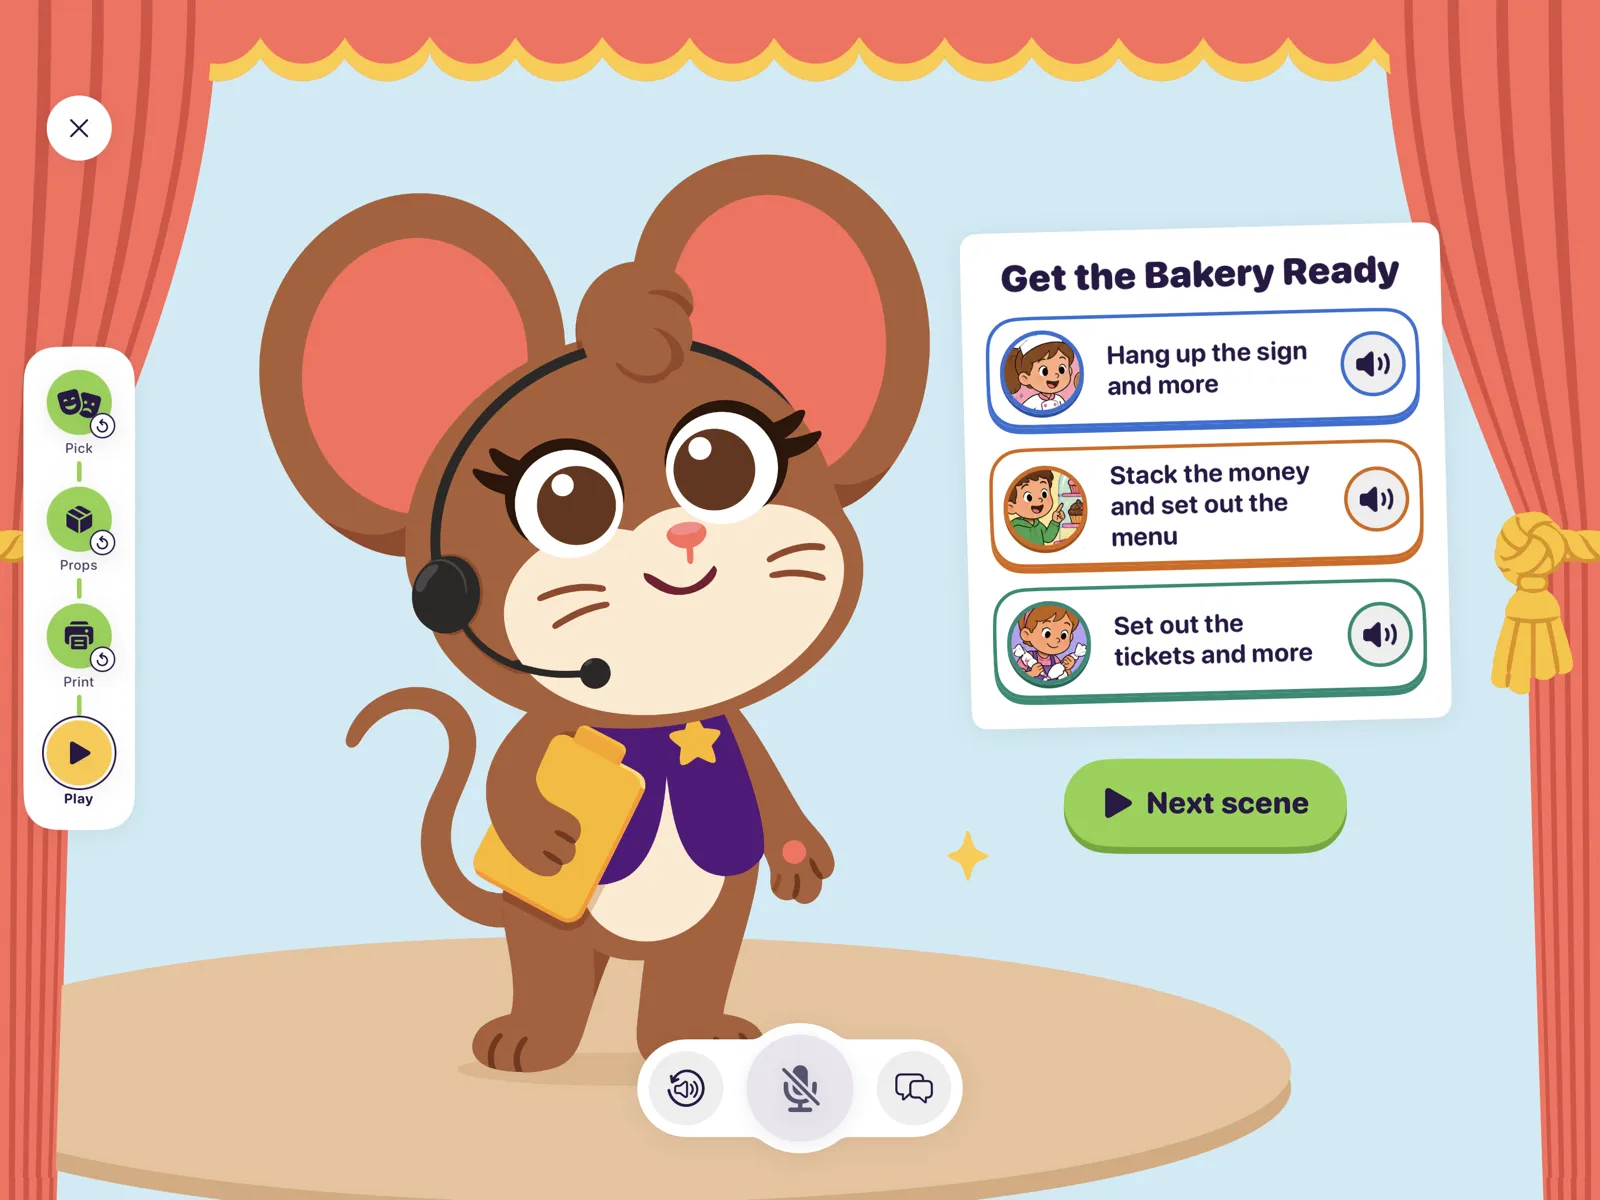 Pick
Props
Print
Play
Get the Bakery Ready
Hang up the sign
and more
Stack the money
and set out the
menu
Set out the
tickets and more
Next scene